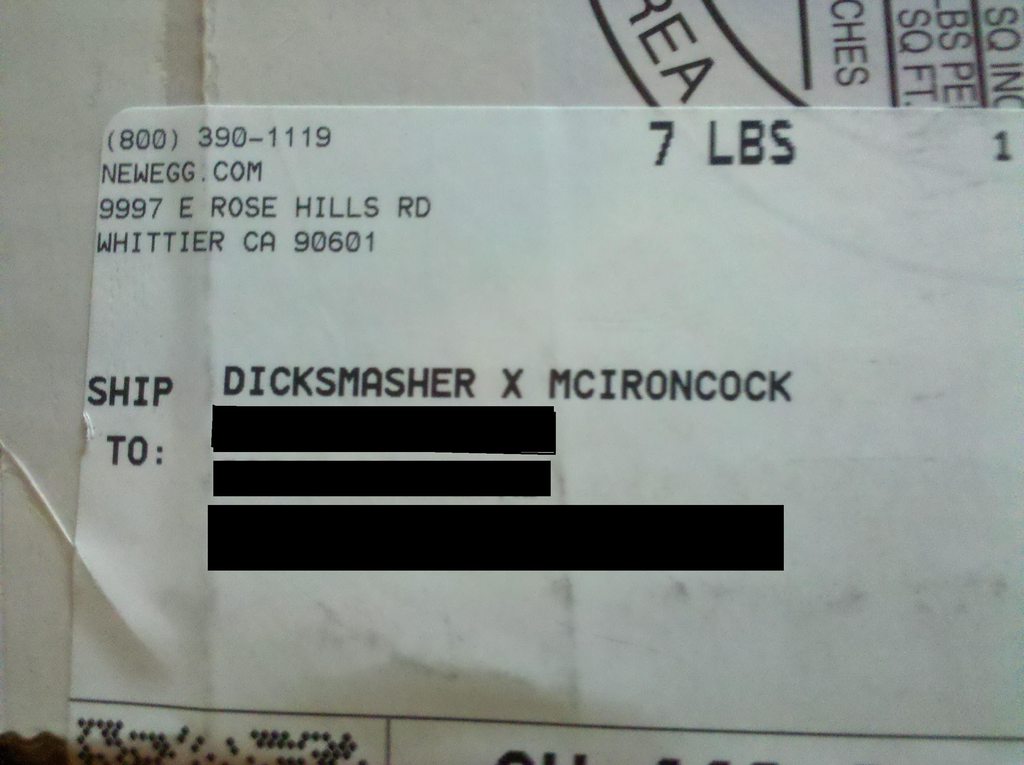 REA
CHES
SQ FT.
LBS PE
SQ INC
(800) 390-1119
7 LBS
1
NEWEGG.COM
9997 E ROSE HILLS RD
WHITTIER CA 90601
SHIP TO:
DICKSMASHER X MCIRONCOCK